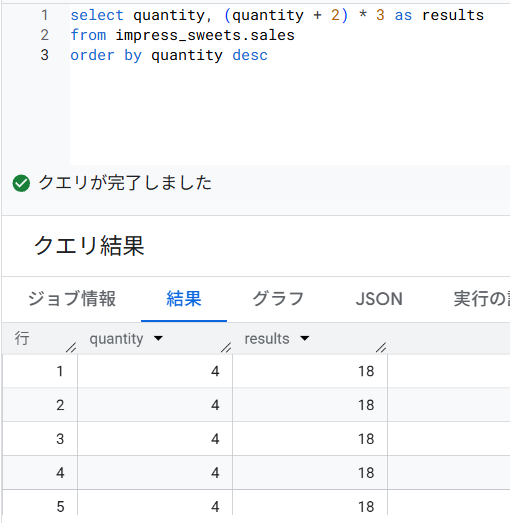 1 select quantity, (quantity + 2) * 3 as results
2 from impress_sweets.sales
3 order by quantity desc
クエリが完了しました
クエリ結果
ジョブ情報 結果 グラフ JSON 実行の
行 quantity results
1 4 18
2 4 18
3 4 18
4 4 18
5 4 18